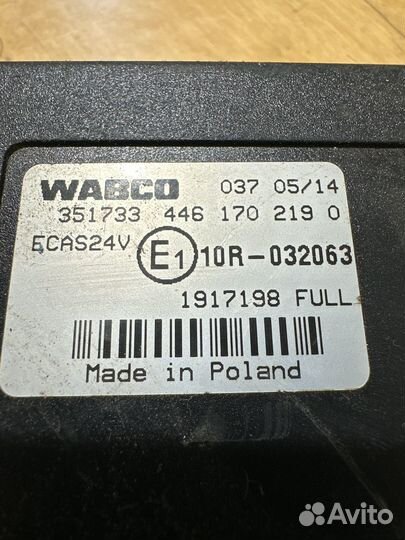 WABCO 037 05/14
351733 446 170 219 0
ECAS24V E1 10R-032063
1917198 FULL
Made in Poland
Avito